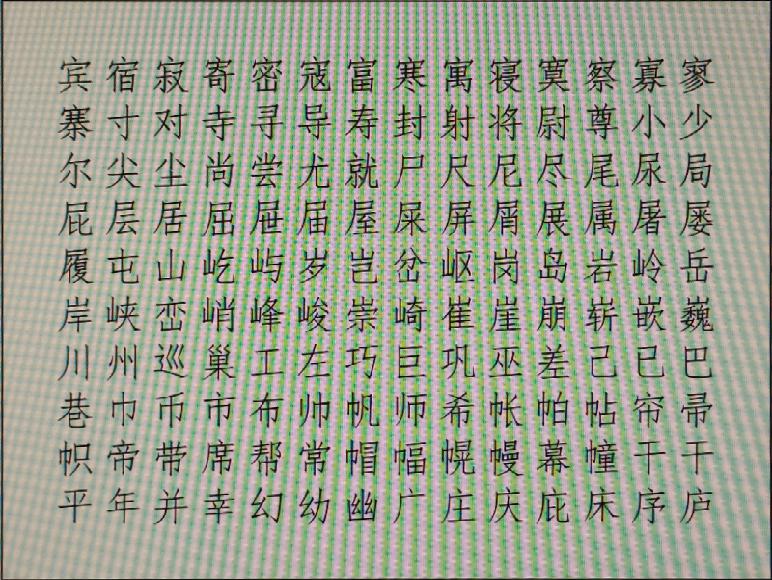 宾宿寂寄密寇富寒寓寝寞察寡寥
寨寸对寺寻导寿封射将尉尊小少
尔尖尘尚尝尤就尸尺尼尽尾尿局
屁层居屈屉届屋屎屏屑展属屠屡
履屯山屹屿岁岂岔岖岗岛岩岭岳
岸峡峦峭峰峻崇崎崔崖崩崭嵌巍
川州巡巢工左巧巨巩巫差己已巴
巷巾币市布帅帆师希帐帕帖帘帚
帜帝带席帮常帽幅幌幔幕幢干干
平年并幸幻幼幽广庄庆庇床序庐